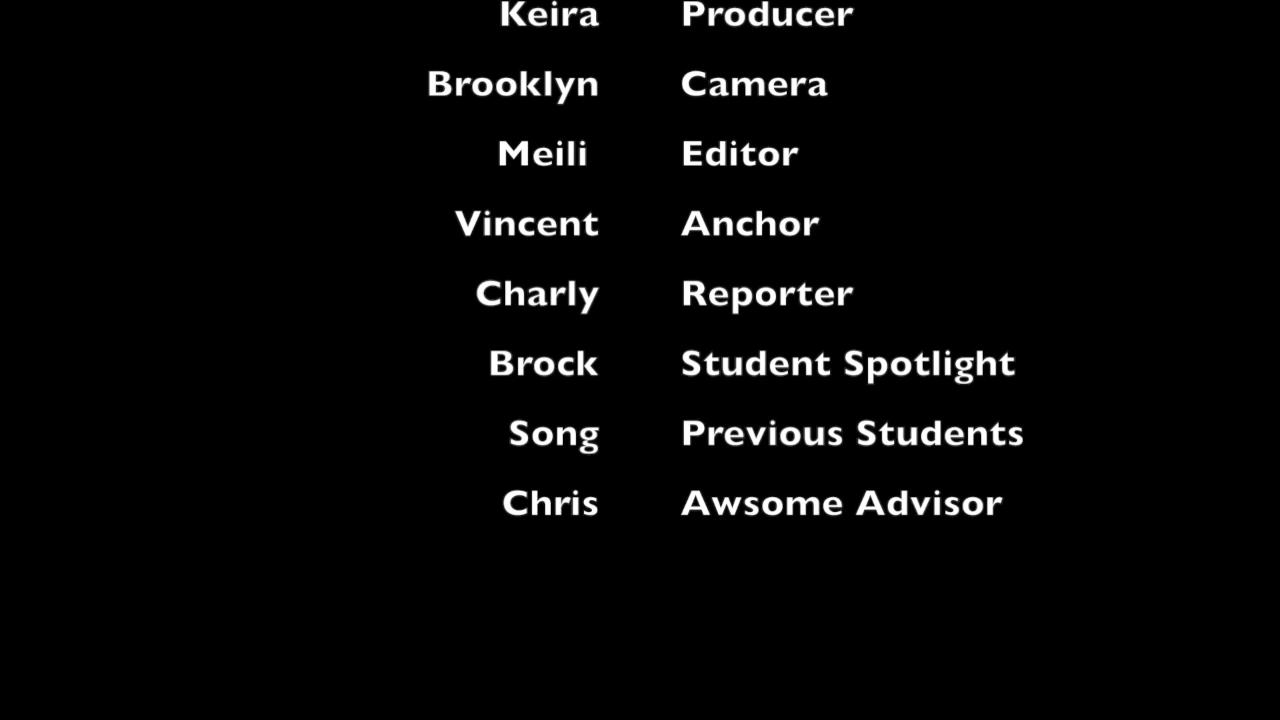 Keira Producer
Brooklyn Camera
Meili Editor
Vincent Anchor
Charly Reporter
Brock Student Spotlight
Song Previous Students
Chris Awsome Advisor